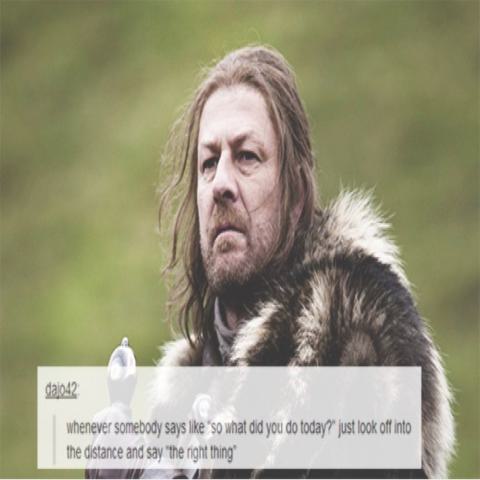 dajo42:
whenever somebody says like "so what did you do today?" just look off into
the distance and say "the right thing"